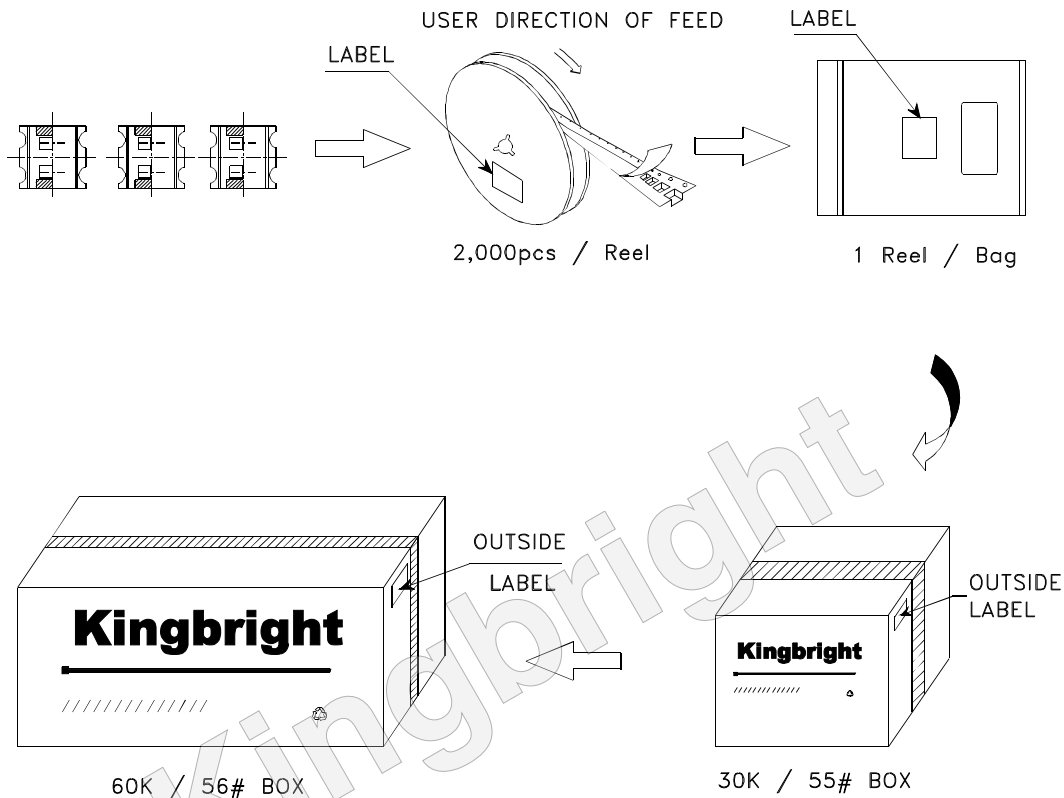 USER DIRECTION OF FEED
LABEL
LABEL
2,000pcs / Reel
1 Reel / Bag
OUTSIDE
LABEL
OUTSIDE
LABEL
Kingbright
Kingbright
Kingbright
60K / 56# BOX
30K / 55# BOX